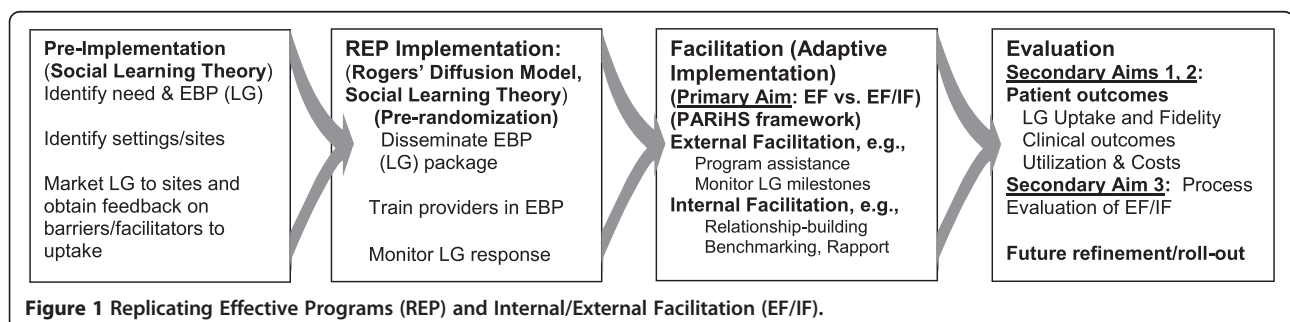 Pre-Implementation
(Social Learning Theory)
Identify need & EBP (LG)
Identify settings/sites
Market LG to sites and
obtain feedback on
barriers/facilitators to
uptake
REP Implementation:
(Rogers' Diffusion Model,
Social Learning Theory)
(Pre-randomization)
Disseminate EBP
(LG) package
Train providers in EBP
Monitor LG response
Facilitation (Adaptive
Implementation)
(Primary Aim: EF vs. EF/IF)
(PARiHS framework)
External Facilitation, e.g.,
Program assistance
Monitor LG milestones
Internal Facilitation, e.g.,
Relationship-building
Benchmarking, Rapport
Evaluation
Secondary Aims 1, 2:
Patient outcomes
LG Uptake and Fidelity
Clinical outcomes
Utilization & Costs
Secondary Aim 3: Process
Evaluation of EF/IF
Future refinement/roll-out
Figure 1 Replicating Effective Programs (REP) and Internal/External Facilitation (EF/IF).